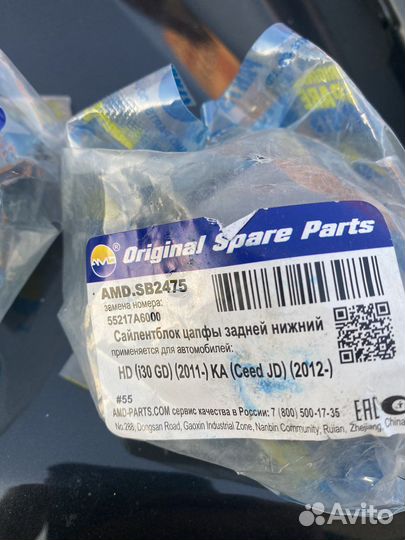 AMD
®
Original Spare Parts
AMD.SB2475
замена номера:
55217A6000
Сайлентблок цапфы задней нижний
применяется для автомобилей:
HD (i30 GD) (2011-) KA (Ceed JD) (2012-)
#55
AMD-PARTS.COM сервис качества в России: 7 (800) 500-17-35
No.288, Dongsan Road, Gaoxin Industrial Zone, Nanbin Community, Ruian, Zhejiang, China
EAC
Avito